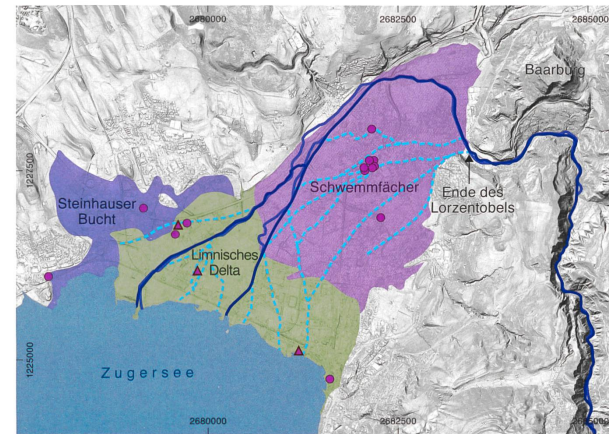 2680000
2682500
2685000
Baarburg
1227500
Steinhauser
Bucht
Schwemmfächer
Ende des
Lorzentobels
Limnisches
Delta
1225000
Zugersee
2680000
2682500